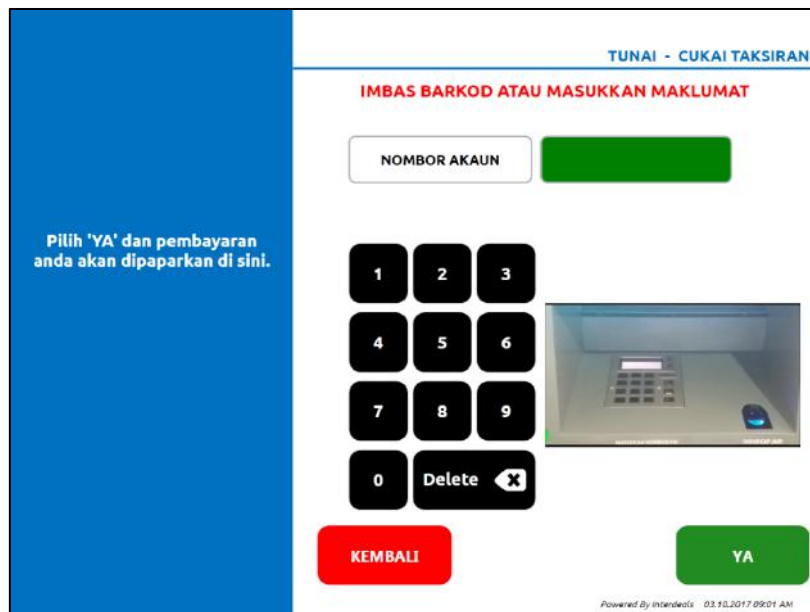 TUNAI - CUKAI TAKSIRAN
IMBAS BARKOD ATAU MASUKKAN MAKLUMAT
NOMBOR AKAUN
Pilih 'YA' dan pembayaran
anda akan dipaparkan di sini.
1 2 3
4 5 6
7 8 9
0 Delete
KEMBALI
YA
Powered By Interdeals 03.10.2017 09:01 AM